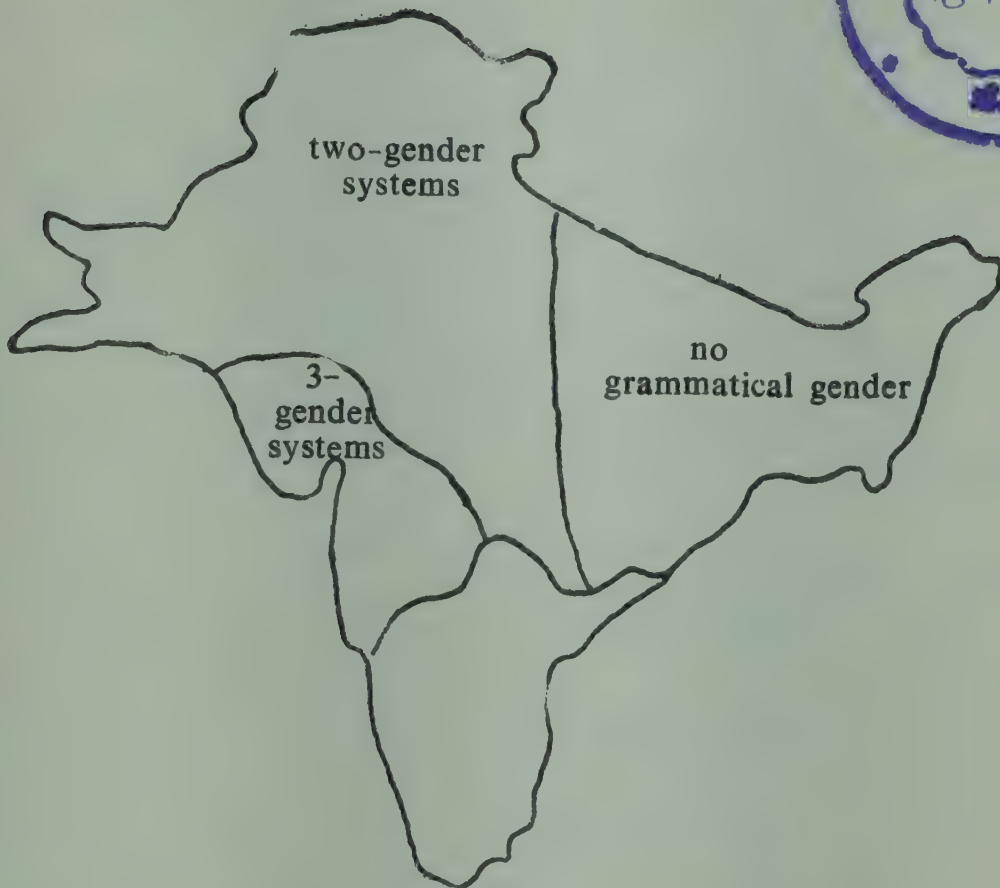 two-gender
systems
no
grammatical gender
3-
gender
systems